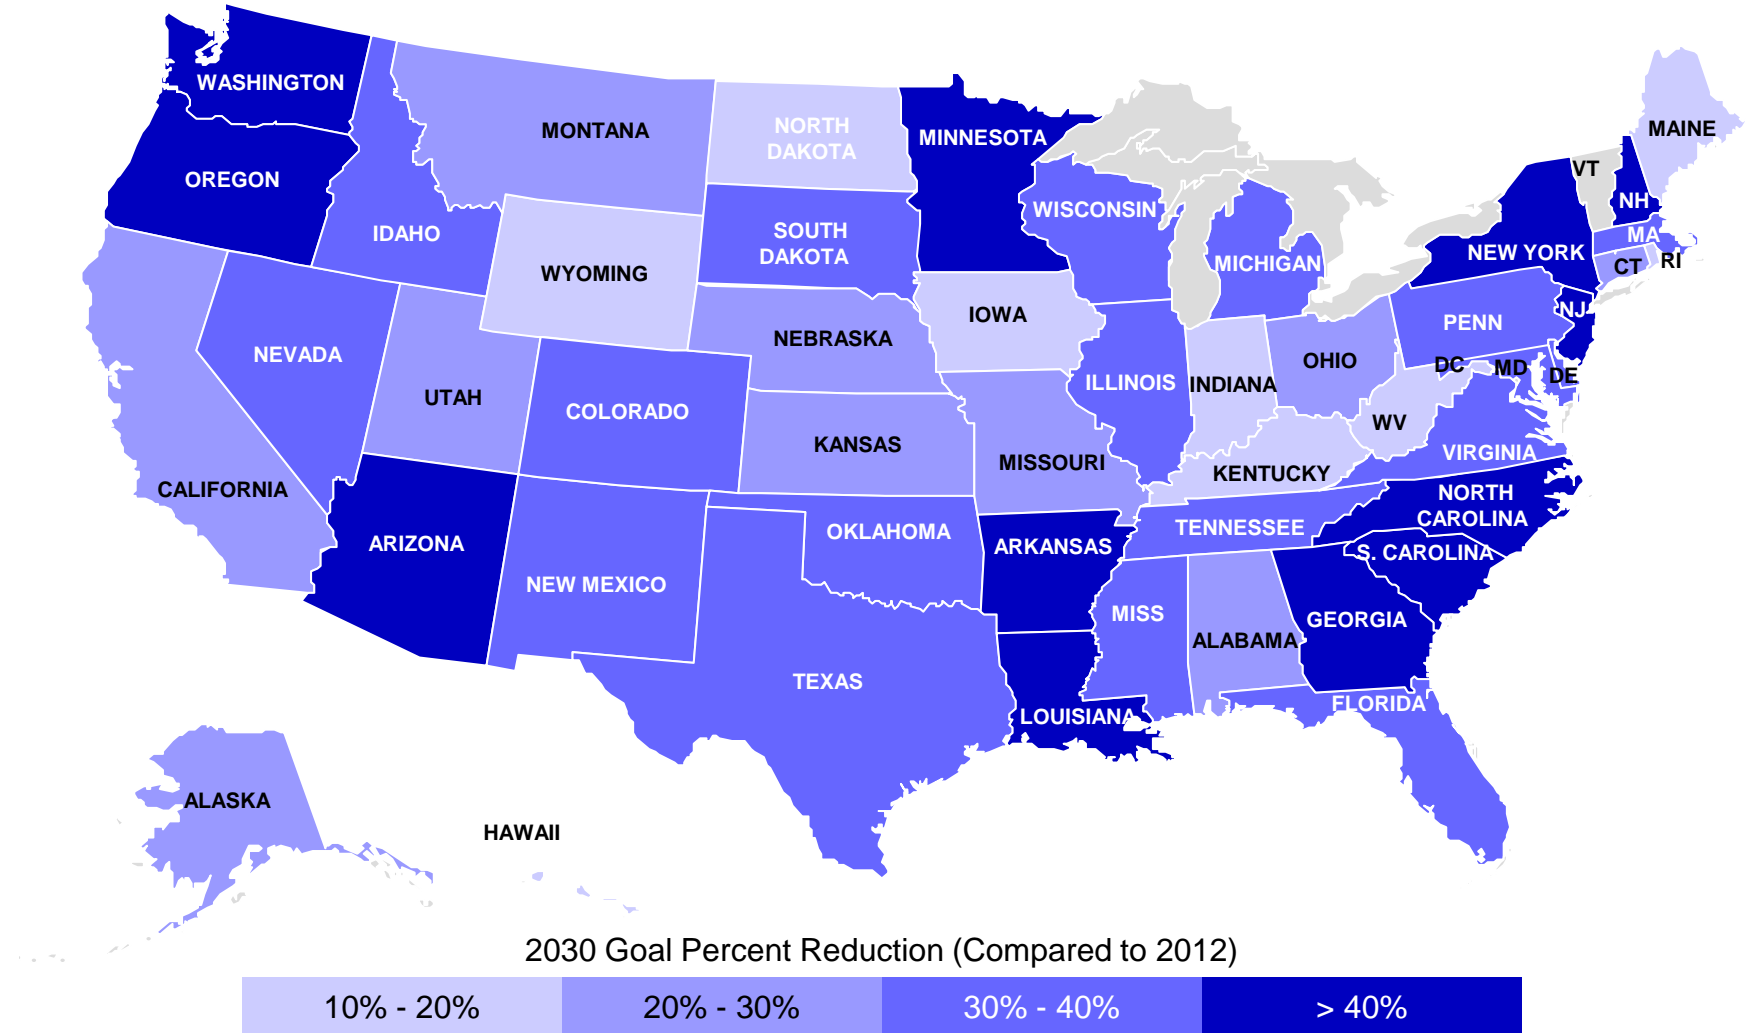 WASHINGTON
MONTANA
NORTH
DAKOTA
MINNESOTA
MAINE
VT
OREGON
NH
WISCONSIN
IDAHO
SOUTH
DAKOTA
MA
NEW YORK
CT
RI
MICHIGAN
WYOMING
IOWA
NJ
PENN
NEBRASKA
NEVADA
OHIO
DC
MD
DE
UTAH
COLORADO
ILLINOIS
INDIANA
WV
KANSAS
MISSOURI
KENTUCKY
VIRGINIA
CALIFORNIA
NORTH
CAROLINA
TENNESSEE
OKLAHOMA
ARIZONA
ARKANSAS
S. CAROLINA
NEW MEXICO
MISS
GEORGIA
ALABAMA
TEXAS
LOUISIANA
FLORIDA
ALASKA
HAWAII
2030 Goal Percent Reduction (Compared to 2012)
10% - 20%
20% - 30%
30% - 40%
> 40%